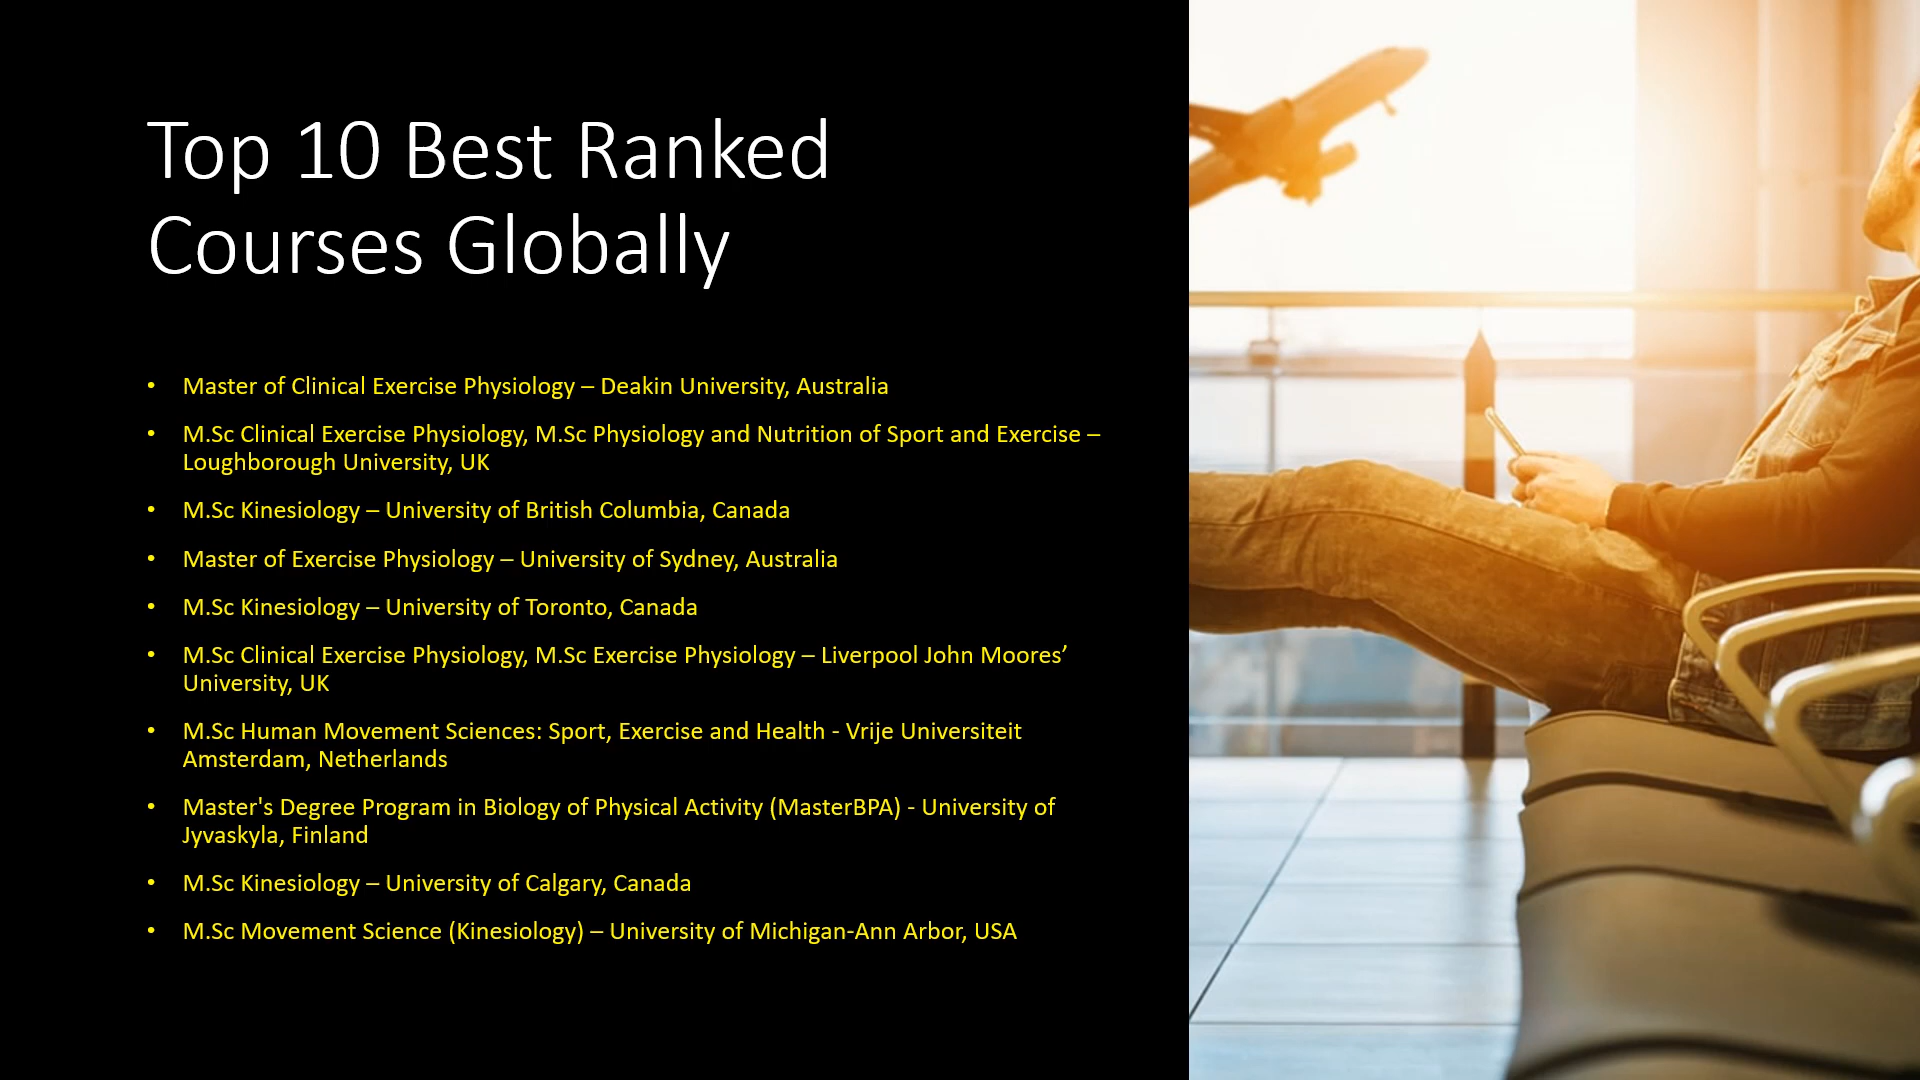 Top 10 Best Ranked
Courses Globally
• Master of Clinical Exercise Physiology – Deakin University, Australia
• M.Sc Clinical Exercise Physiology, M.Sc Physiology and Nutrition of Sport and Exercise –
Loughborough University, UK
• M.Sc Kinesiology – University of British Columbia, Canada
• Master of Exercise Physiology – University of Sydney, Australia
• M.Sc Kinesiology – University of Toronto, Canada
• M.Sc Clinical Exercise Physiology, M.Sc Exercise Physiology – Liverpool John Moores’
University, UK
• M.Sc Human Movement Sciences: Sport, Exercise and Health - Vrije Universiteit
Amsterdam, Netherlands
• Master's Degree Program in Biology of Physical Activity (MasterBPA) - University of
Jyvaskyla, Finland
• M.Sc Kinesiology – University of Calgary, Canada
• M.Sc Movement Science (Kinesiology) – University of Michigan-Ann Arbor, USA